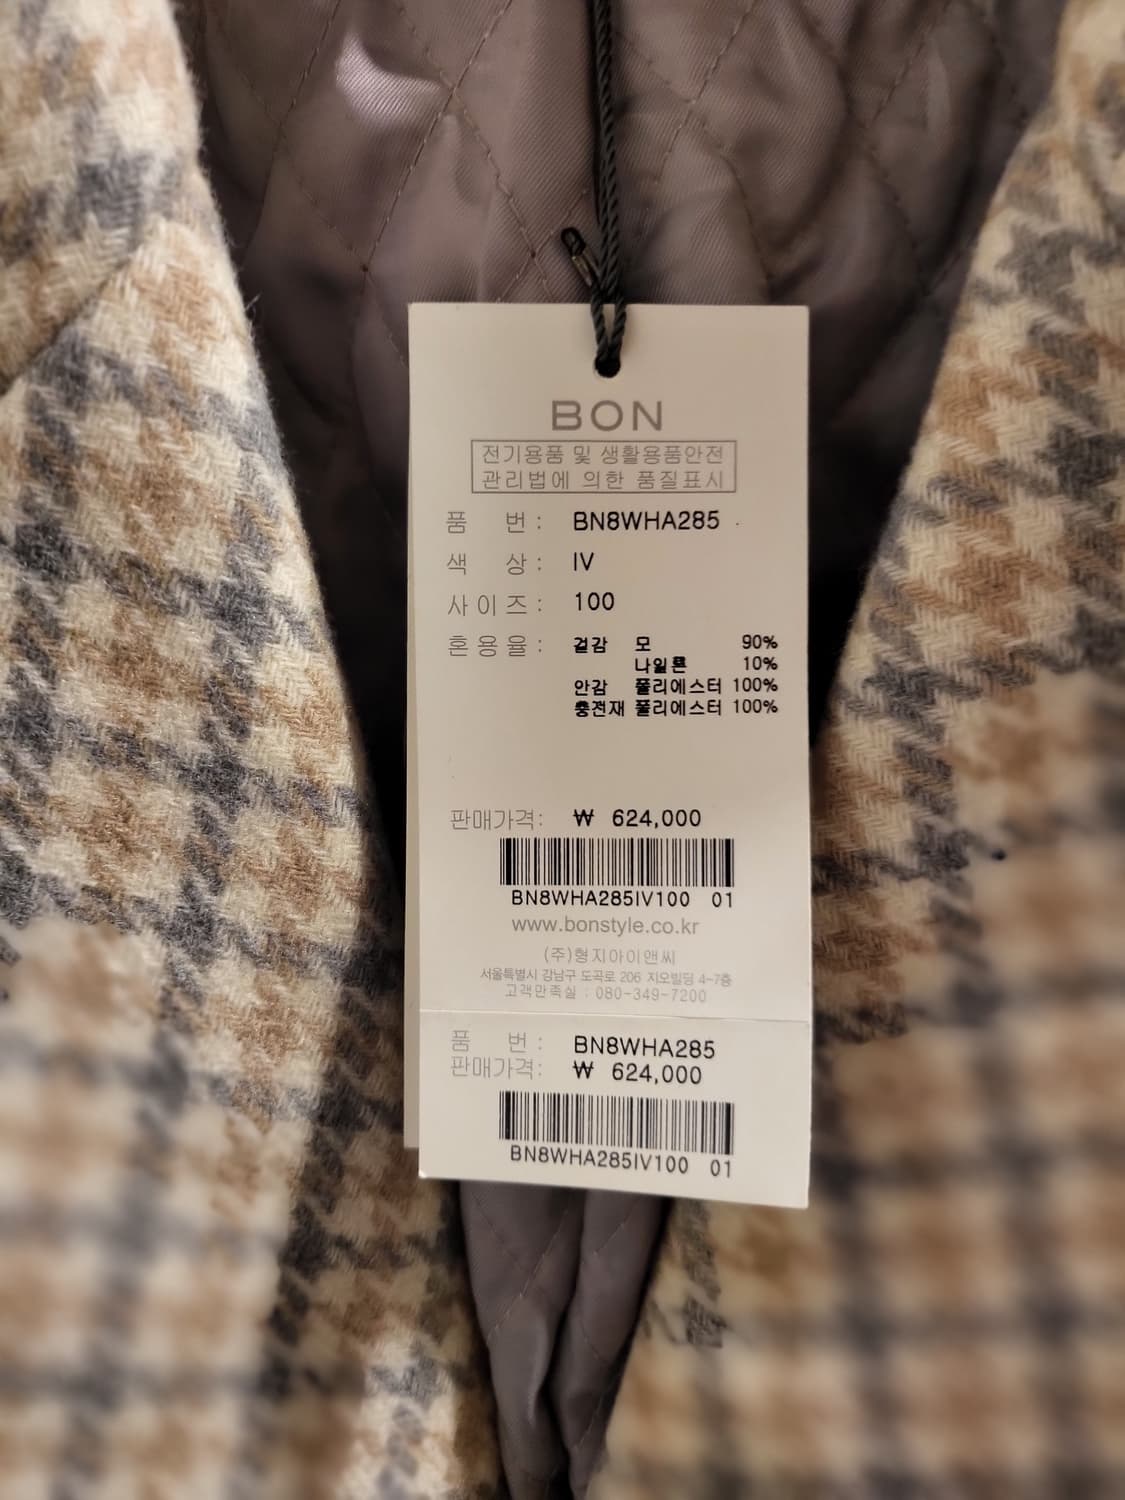 BON
전기용품 및 생활용품안전
관리법에 의한 품질표시
품 번 : BN8WHA285
색 상 : IV
사이즈 : 100
혼용율 : 겉감 모 90%
나일론 10%
안감 폴리에스터 100%
충전재 폴리에스터 100%
판매가격: ₩ 624,000
BN8WHA285IV100 01
www.bonstyle.co.kr
(주)형지아이앤씨
서울특별시 강남구 도곡로 206 지오빌딩 4-7층
고객만족실 : 080-349-7200
품 번 : BN8WHA285
판매가격: ₩ 624,000
BN8WHA285IV100 01